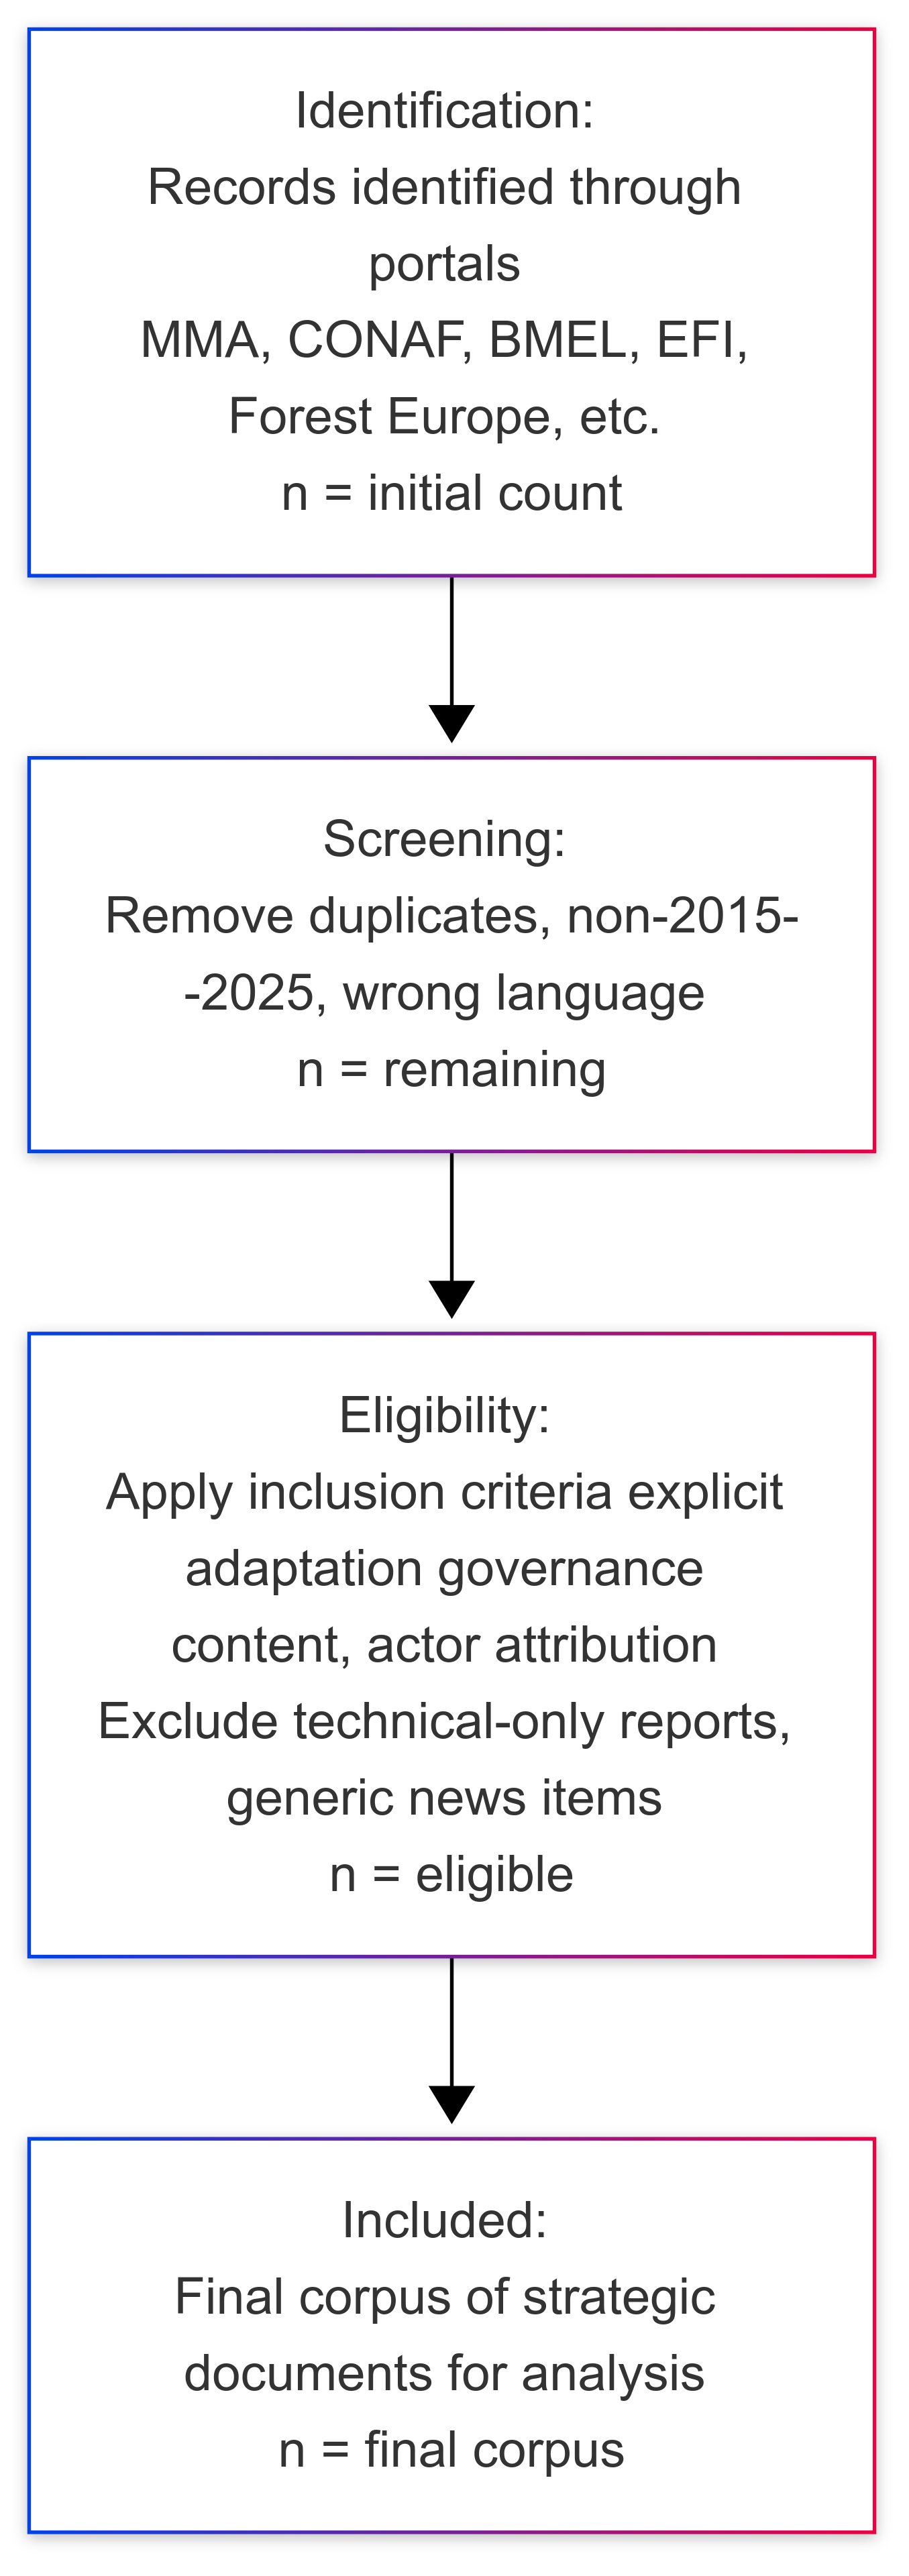 Identification:
Records identified through
portals
MMA, CONAF, BMEL, EFI,
Forest Europe, etc.
n = initial count
Screening:
Remove duplicates, non-2015-
-2025, wrong language
n = remaining
Eligibility:
Apply inclusion criteria explicit
adaptation governance
content, actor attribution
Exclude technical-only reports,
generic news items
n = eligible
Included:
Final corpus of strategic
documents for analysis
n = final corpus